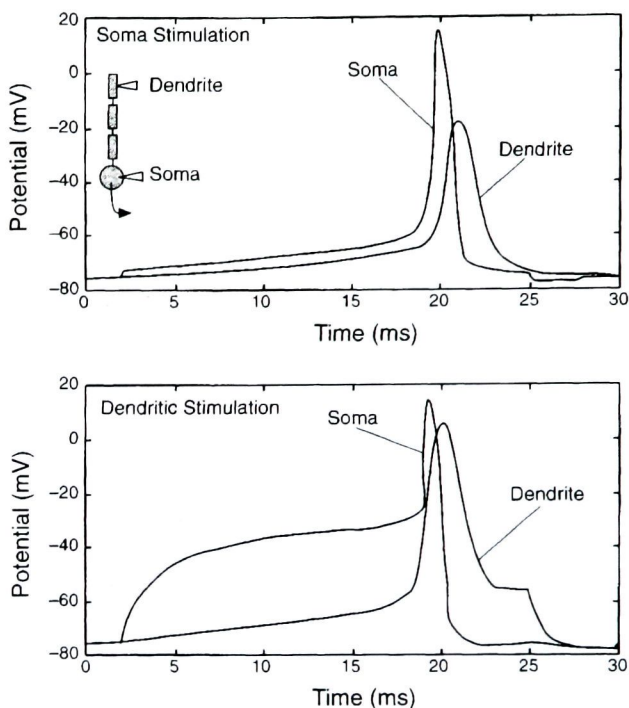 20
0
−20
−40
−60
−80
Potential (mV)
Soma Stimulation
Dendrite
Soma
Soma
Dendrite
0 5 10 15 20 25 30
Time (ms)
20
0
−20
−40
−60
−80
Potential (mV)
Dendritic Stimulation
Soma
Dendrite
0 5 10 15 20 25 30
Time (ms)